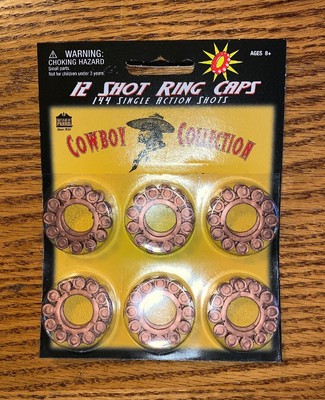 WARNING:
CHOKING HAZARD
Small parts.
Not for children under 3 years.
AGES 8+
12 SHOT RING CAPS
144 SINGLE ACTION SHOTS
PARRIS
COWBOY COLLECTION